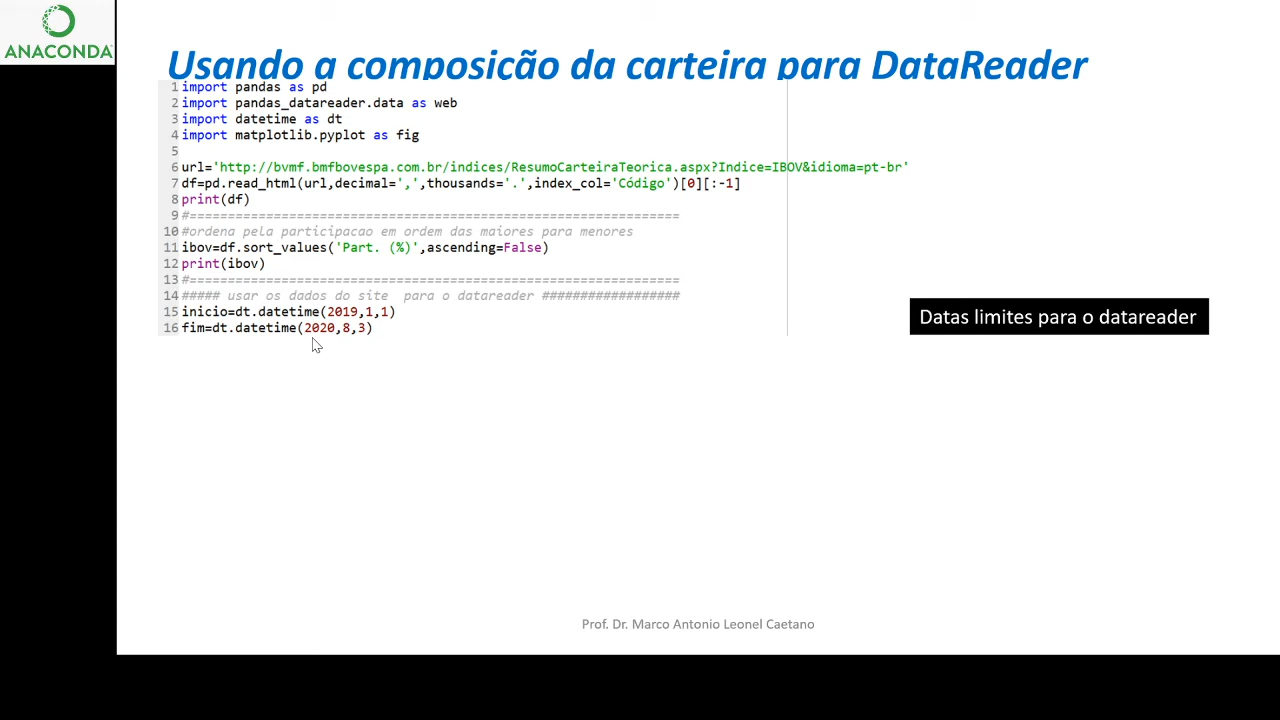 ANACONDA
Usando a composição da carteira para DataReader
1 import pandas as pd
2 import pandas_datareader.data as web
3 import datetime as dt
4 import matplotlib.pyplot as fig
5
6 url='http://bvmf.bmfbovespa.com.br/indices/ResumoCarteiraTeorica.aspx?Indice=IBOV&idioma=pt-br'
7 df=pd.read_html(url,decimal=',',thousands='.',index_col='Código')[0][:-1]
8 print(df)
9 #================================================================
10 #ordena pela participacao em ordem das maiores para menores
11 ibov=df.sort_values('Part. (%)',ascending=False)
12 print(ibov)
13 #================================================================
14 ##### usar os dados do site  para o datareader ##################
15 inicio=dt.datetime(2019,1,1)
16 fim=dt.datetime(2020,8,3)
Datas limites para o datareader
Prof. Dr. Marco Antonio Leonel Caetano